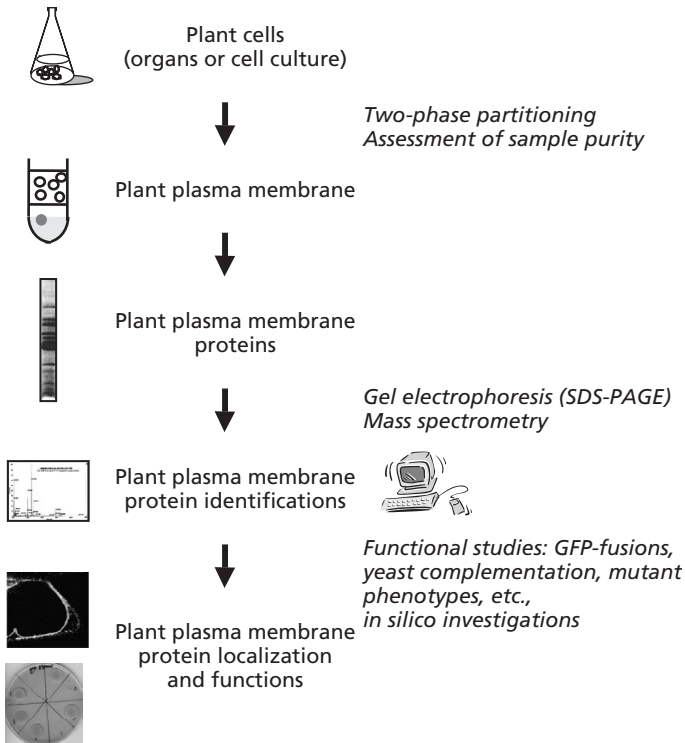 Plant cells
(organs or cell culture)
Two-phase partitioning
Assessment of sample purity
Plant plasma membrane
Plant plasma membrane
proteins
Gel electrophoresis (SDS-PAGE)
Mass spectrometry
Plant plasma membrane
protein identifications
Functional studies: GFP-fusions,
yeast complementation, mutant
phenotypes, etc.,
in silico investigations
Plant plasma membrane
protein localization
and functions